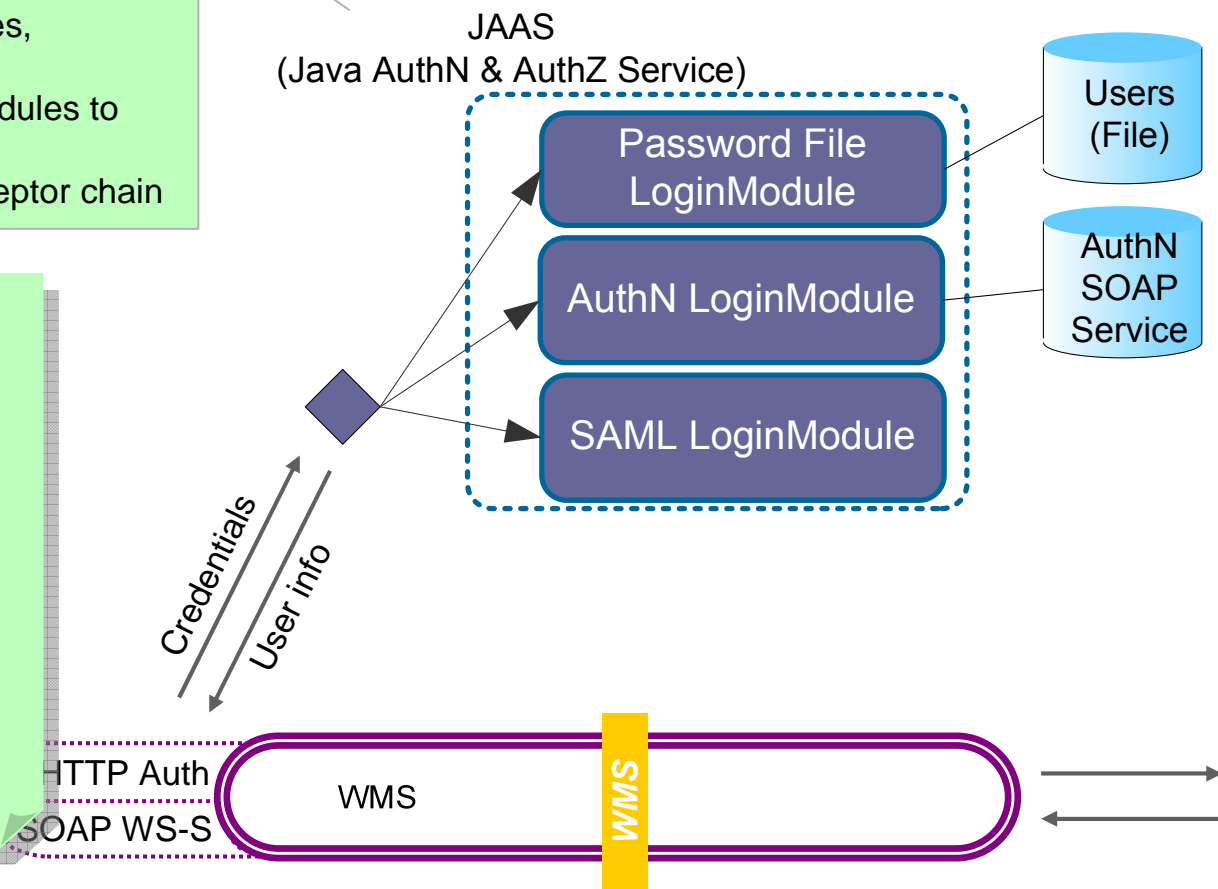 es,
dules to
eptor chain
JAAS
(Java AuthN & AuthZ Service)
Password File
LoginModule
AuthN LoginModule
SAML LoginModule
Users
(File)
AuthN
SOAP
Service
Credentials
User info
HTTP Auth
SOAP WS-S
WMS
WMS